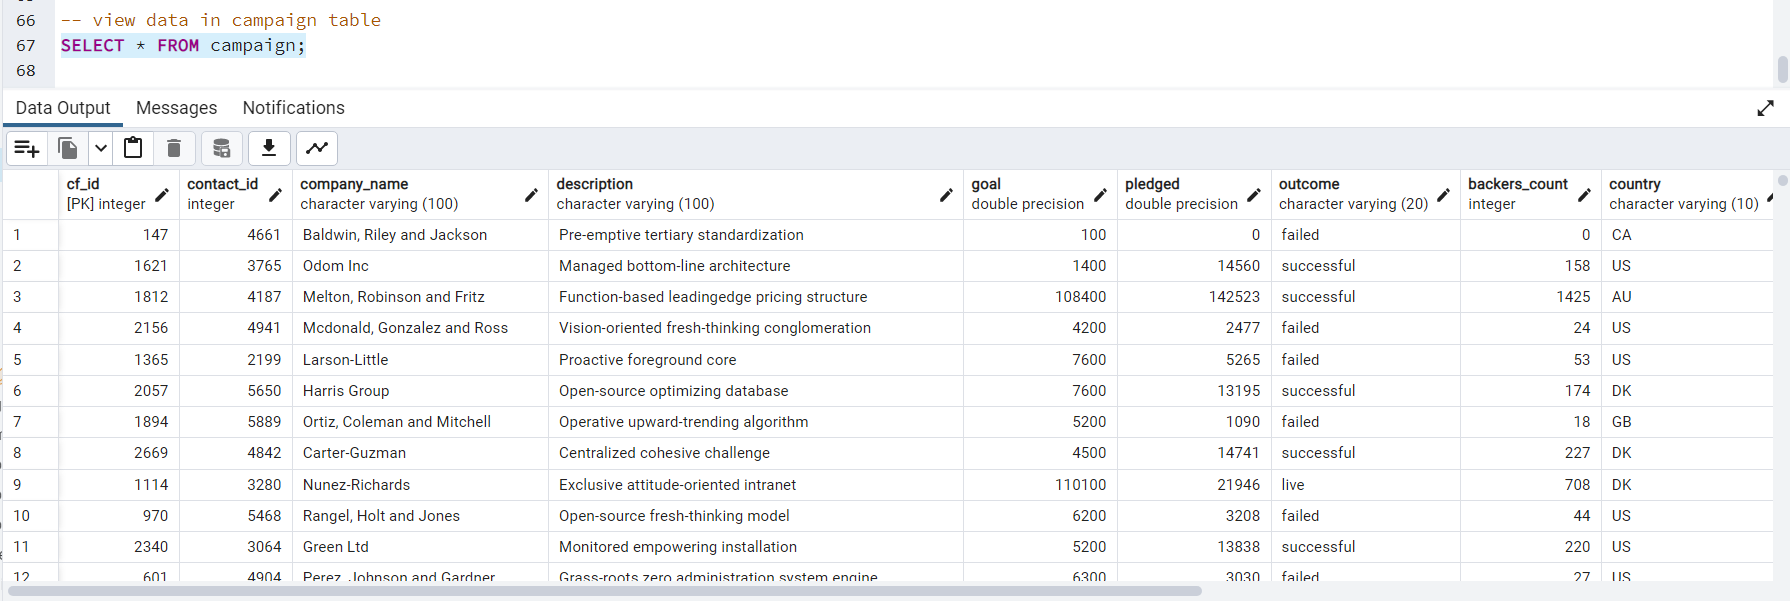 66 -- view data in campaign table
67 SELECT * FROM campaign;
68
Data Output Messages Notifications
cf_id contact_id company_name description goal pledged outcome backers_count country
[PK] integer integer character varying (100) character varying (100) double precision double precision character varying (20) integer character varying (10)
1 147 4661 Baldwin, Riley and Jackson Pre-emptive tertiary standardization 100 0 failed 0 CA
2 1621 3765 Odom Inc Managed bottom-line architecture 1400 14560 successful 158 US
3 1812 4187 Melton, Robinson and Fritz Function-based leadingedge pricing structure 108400 142523 successful 1425 AU
4 2156 4941 Mcdonald, Gonzalez and Ross Vision-oriented fresh-thinking conglomeration 4200 2477 failed 24 US
5 1365 2199 Larson-Little Proactive foreground core 7600 5265 failed 53 US
6 2057 5650 Harris Group Open-source optimizing database 7600 13195 successful 174 DK
7 1894 5889 Ortiz, Coleman and Mitchell Operative upward-trending algorithm 5200 1090 failed 18 GB
8 2669 4842 Carter-Guzman Centralized cohesive challenge 4500 14741 successful 227 DK
9 1114 3280 Nunez-Richards Exclusive attitude-oriented intranet 110100 21946 live 708 DK
10 970 5468 Rangel, Holt and Jones Open-source fresh-thinking model 6200 3208 failed 44 US
11 2340 3064 Green Ltd Monitored empowering installation 5200 13838 successful 220 US
12 601 4904 Perez, Johnson and Gardner Grass-roots zero administration system engine 6300 3030 failed 27 US